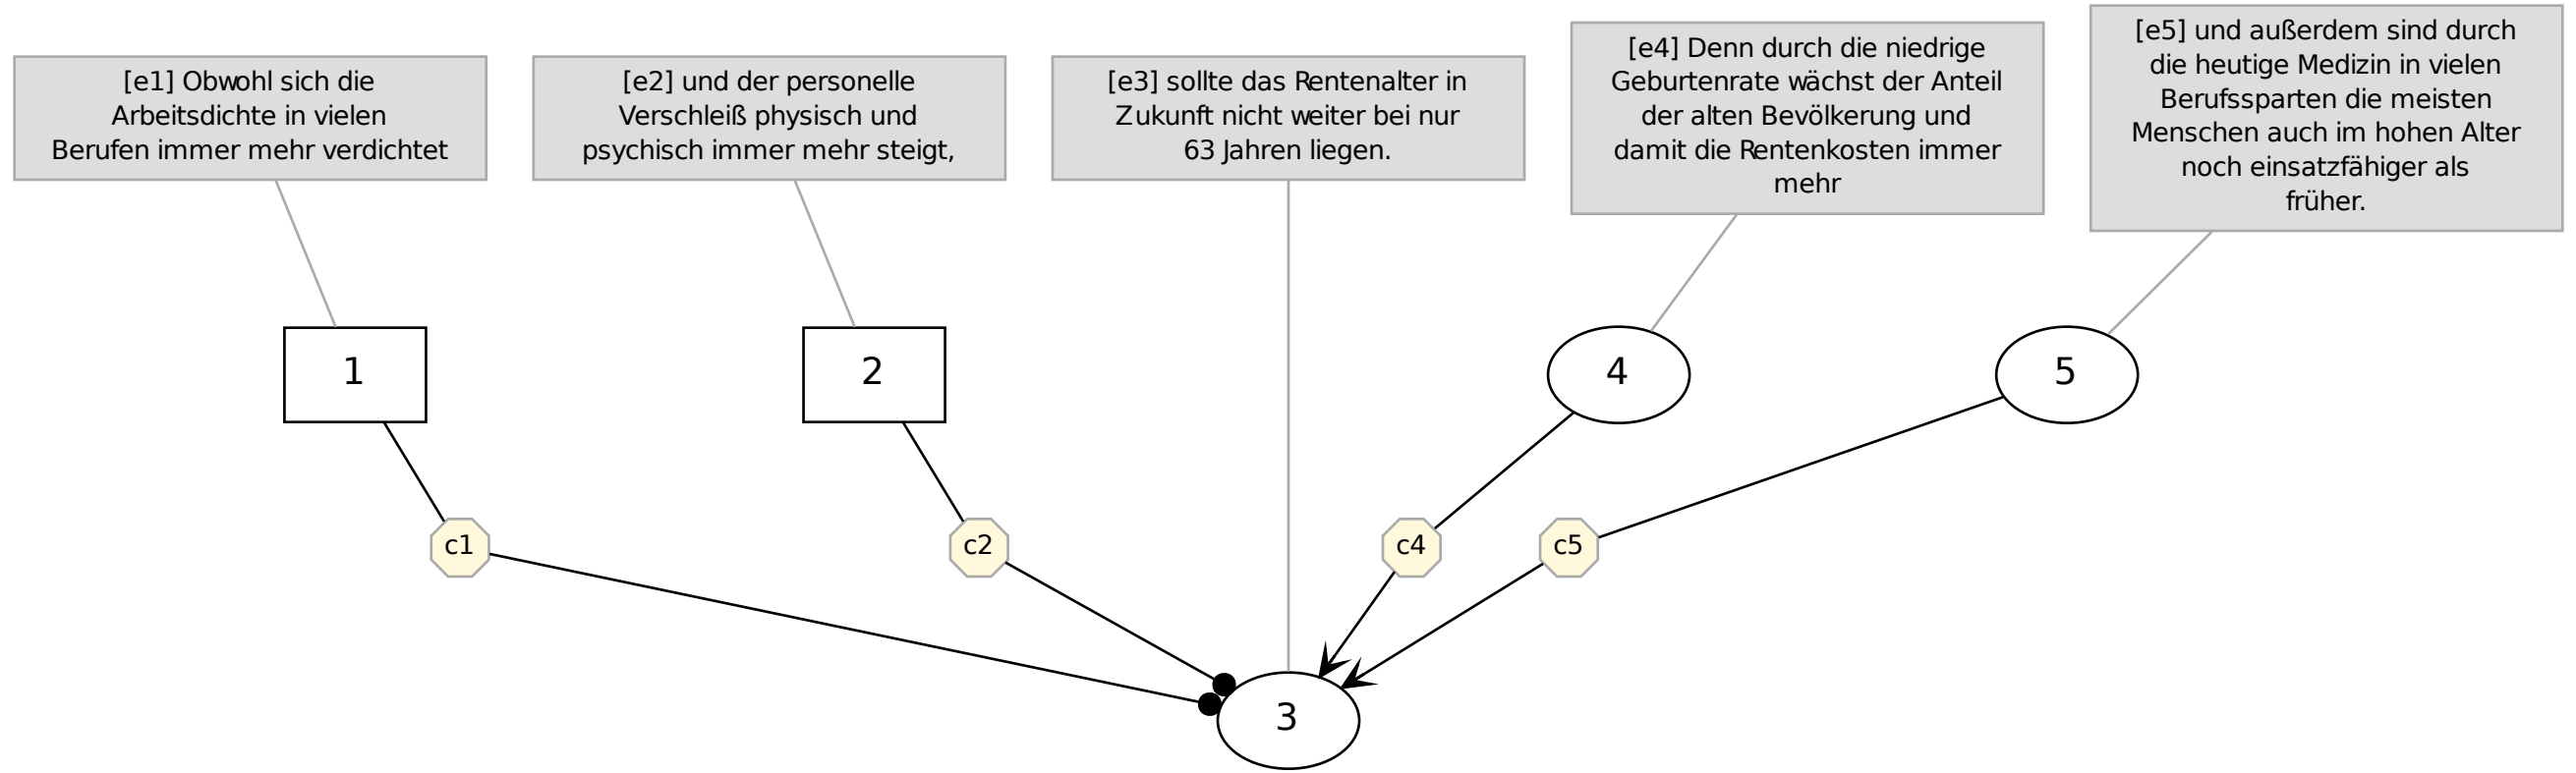 [e1] Obwohl sich die
Arbeitsdichte in vielen
Berufen immer mehr verdichtet
[e2] und der personelle
Verschleiß physisch und
psychisch immer mehr steigt,
[e3] sollte das Rentenalter in
Zukunft nicht weiter bei nur
63 Jahren liegen.
[e4] Denn durch die niedrige
Geburtenrate wächst der Anteil
der alten Bevölkerung und
damit die Rentenkosten immer
mehr
[e5] und außerdem sind durch
die heutige Medizin in vielen
Berufssparten die meisten
Menschen auch im hohen Alter
noch einsatzfähiger als
früher.
1
2
4
5
c1
c2
c4
c5
3